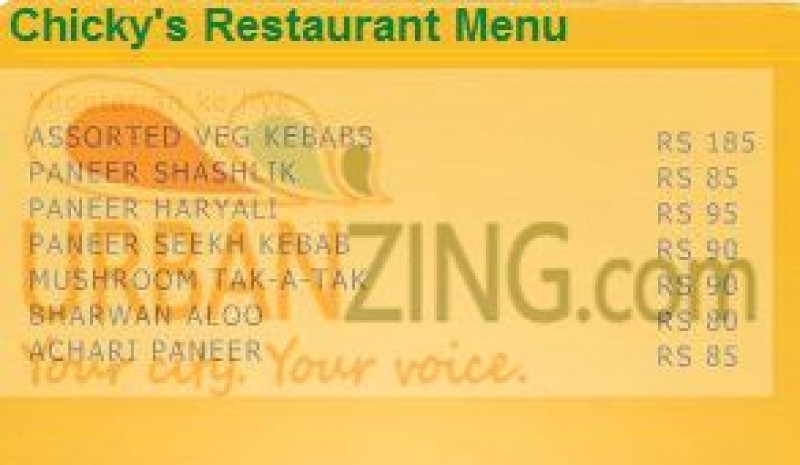 Chicky's Restaurant Menu
ASSORTED VEG KEBABS RS 185
PANEER SHASHLIK RS 85
PANEER HARYALI RS 95
PANEER SEEKH KEBAB RS 90
MUSHROOM TAK-A-TAK RS 90
BHARWAN ALOO RS 80
ACHARI PANEER RS 85
URBANZING.com
Your city. Your voice.